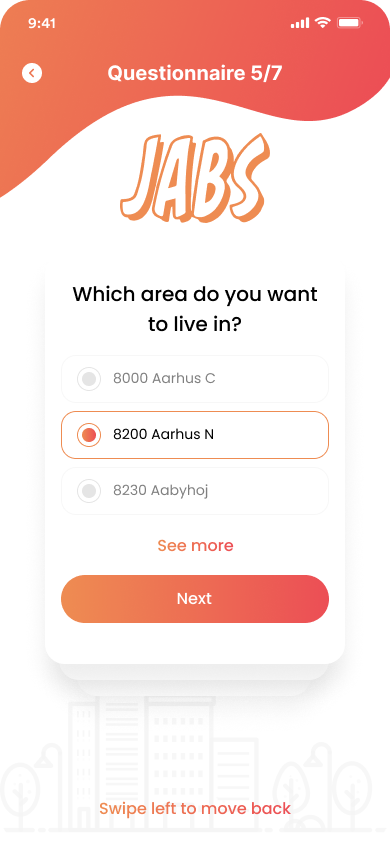 9:41
Questionnaire 5/7
JABS
Which area do you want
to live in?
8000 Aarhus C
8200 Aarhus N
8230 Aabyhoj
See more
Next
Swipe left to move back